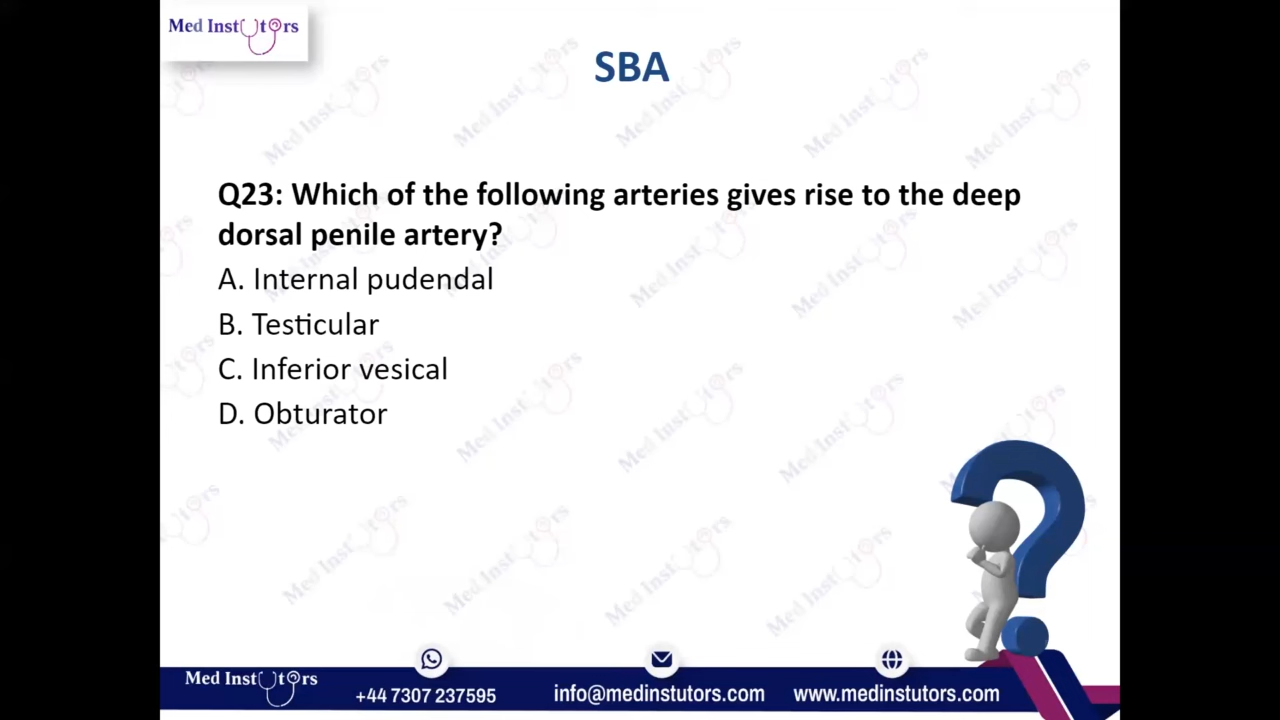 Med Instutors
SBA
Q23: Which of the following arteries gives rise to the deep
dorsal penile artery?
A. Internal pudendal
B. Testicular
C. Inferior vesical
D. Obturator
Med Instutors
+44 7307 237595
info@medinstutors.com
www.medinstutors.com